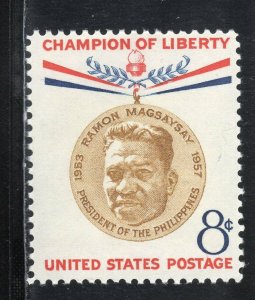 CHAMPION OF LIBERTY
1953 RAMON MAGSAYSAY 1957
PRESIDENT OF THE PHILIPPINES
8¢
UNITED STATES POSTAGE